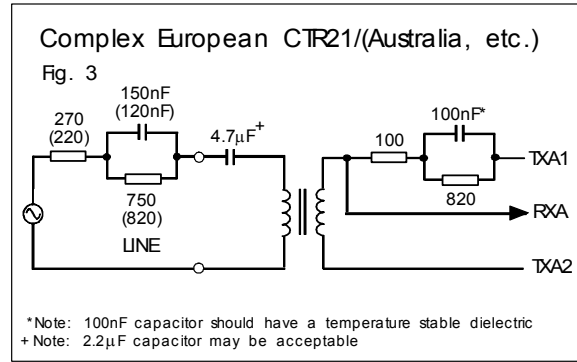 Complex European CTR21/(Australia, etc.)
Fig. 3
150nF
(120nF)
270
(220)
4.7µF+
100nF*
100
TXA1
750
(820)
820
RXA
LINE
TXA2
*Note: 100nF capacitor should have a temperature stable dielectric
+ Note: 2.2µF capacitor may be acceptable